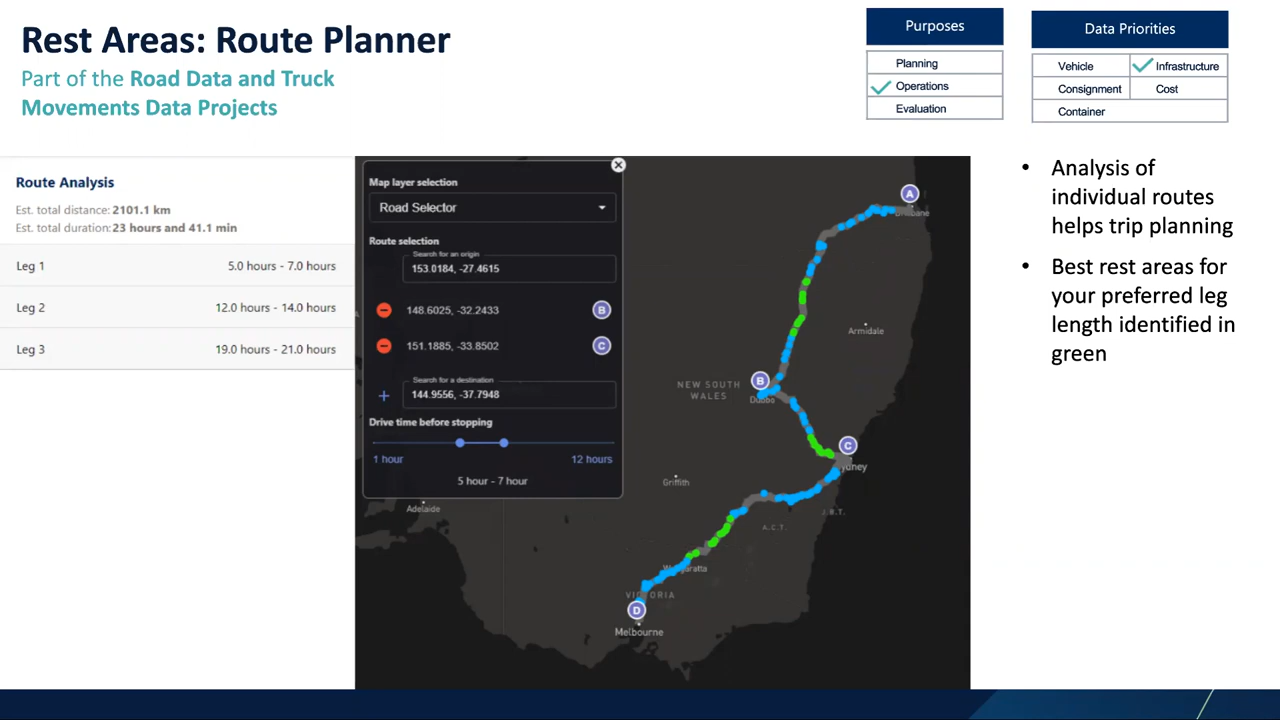 Rest Areas: Route Planner
Part of the Road Data and Truck
Movements Data Projects
Purposes
Planning
Operations
Evaluation
Data Priorities
Vehicle
Infrastructure
Consignment
Cost
Container
Route Analysis
Est. total distance: 2101.1 km
Est. total duration: 23 hours and 41.1 min
Leg 1 5.0 hours - 7.0 hours
Leg 2 12.0 hours - 14.0 hours
Leg 3 19.0 hours - 21.0 hours
Map layer selection
Road Selector
Route selection
Search for an origin
153.0184, -27.4615
148.6025, -32.2433 B
151.1885, -33.8502 C
Search for a destination
144.9556, -37.7948
Drive time before stopping
1 hour 12 hours
5 hour - 7 hour
A
Brisbane
Armidale
B
NEW SOUTH
WALES
Dubbo
C
ydney
Griffith
Adelaide
J.B.T.
A.C.T.
Wangaratta
VICTORIA
D
Melbourne
• Analysis of
individual routes
helps trip planning
• Best rest areas for
your preferred leg
length identified in
green